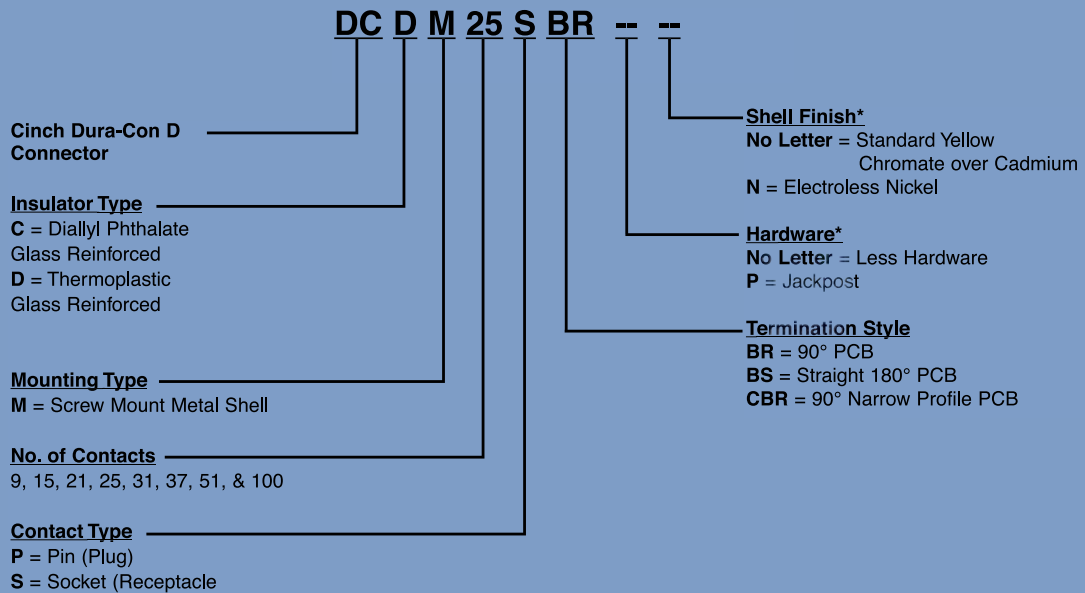 DC D M 25 S BR -- --
Cinch Dura-Con D
Connector
Insulator Type
C = Diallyl Phthalate
Glass Reinforced
D = Thermoplastic
Glass Reinforced
Mounting Type
M = Screw Mount Metal Shell
No. of Contacts
9, 15, 21, 25, 31, 37, 51, & 100
Contact Type
P = Pin (Plug)
S = Socket (Receptacle
Shell Finish*
No Letter = Standard Yellow
Chromate over Cadmium
N = Electroless Nickel
Hardware*
No Letter = Less Hardware
P = Jackpost
Termination Style
BR = 90° PCB
BS = Straight 180° PCB
CBR = 90° Narrow Profile PCB